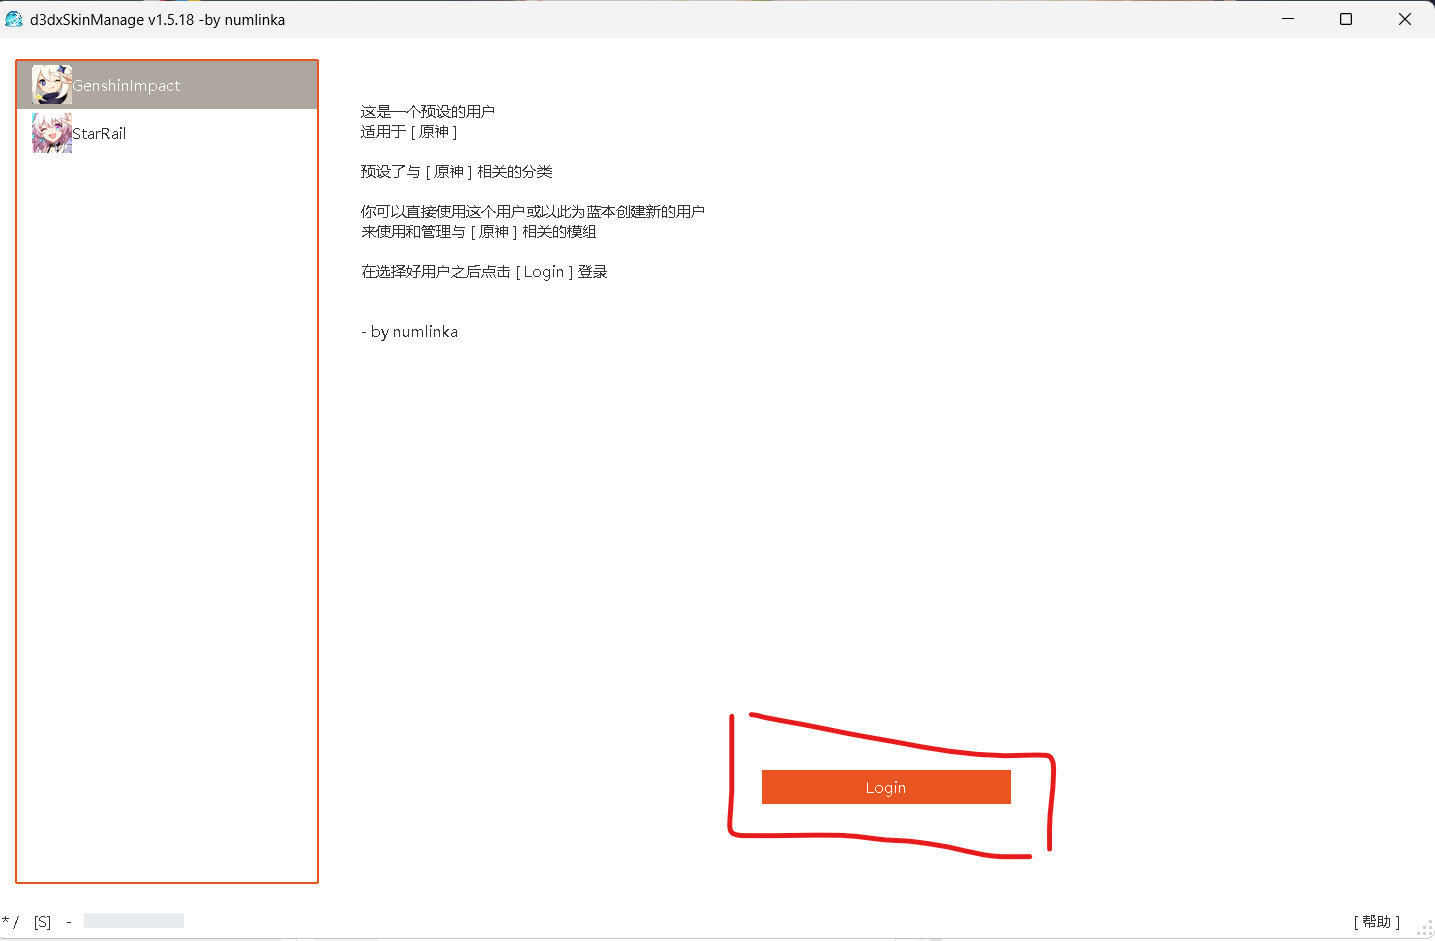 d3dxSkinManage v1.5.18 -by numlinka
GenshinImpact
StarRail
这是一个预设的用户
适用于 [ 原神 ]
预设了与 [ 原神 ] 相关的分类
你可以直接使用这个用户或以此为蓝本创建新的用户
来使用和管理与 [ 原神 ] 相关的模组
在选择好用户之后点击 [ Login ] 登录
- by numlinka
Login
* / [S] -
[ 帮助 ]